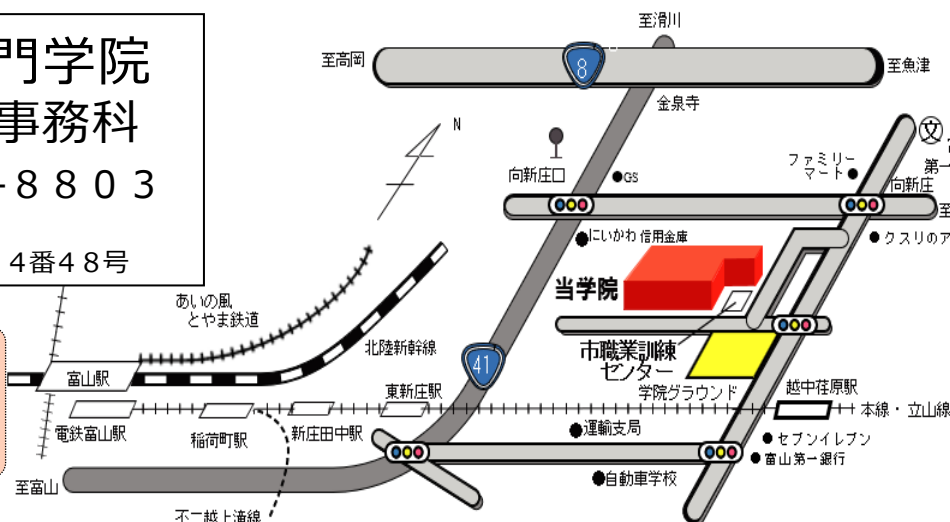 門学院
事務科
-８８０３
４番４８号
至滑川
至高岡
8
至魚津
金泉寺
N
向新庄口
GS
ファミリー
マート
文
第一
向新庄
至
にいかわ信用金庫
クスリのア
当学院
あいの風
とやま鉄道
市職業訓練
センター
北陸新幹線
41
富山駅
学院グラウンド
越中荏原駅
東新庄駅
本線・立山線
電鉄富山駅
稲荷町駅
新庄田中駅
運輸支局
セブンイレブン
富山第一銀行
自動車学校
至富山
不二越上滝線